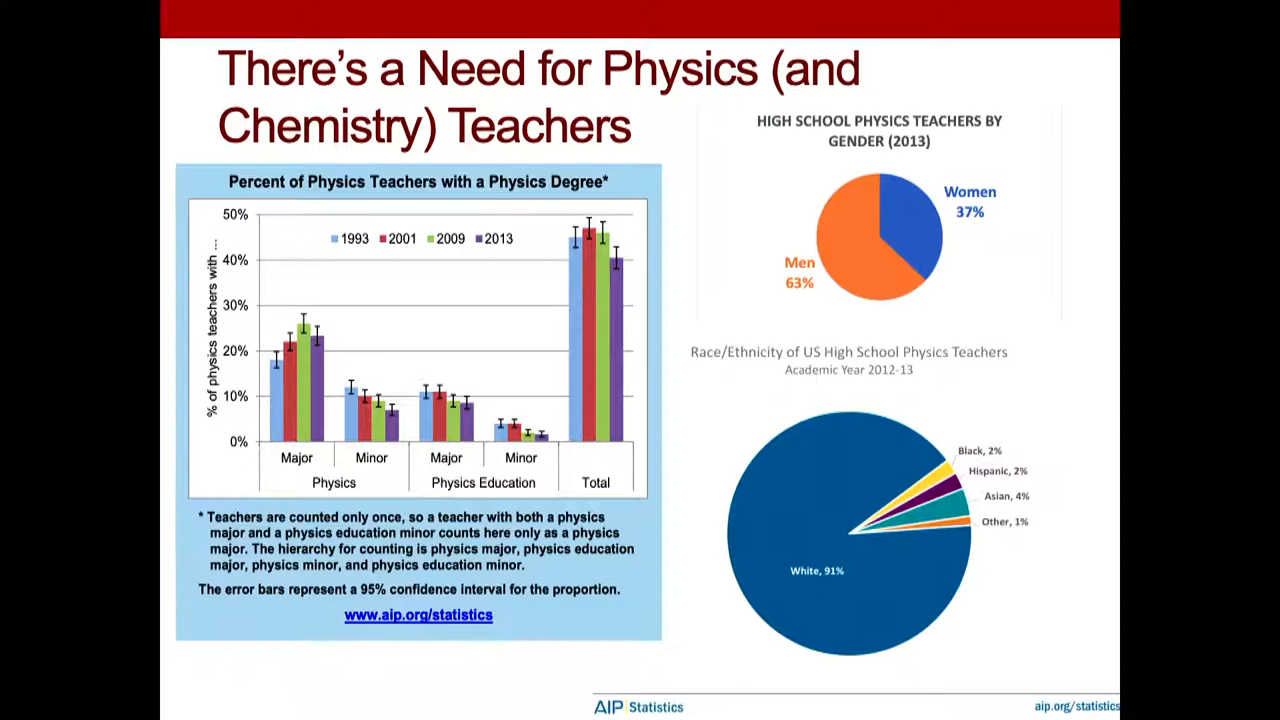 There's a Need for Physics (and
Chemistry) Teachers
Percent of Physics Teachers with a Physics Degree*
% of physics teachers with ...
50%
40%
30%
20%
10%
0%
1993 2001 2009 2013
Major Minor Major Minor
Physics Physics Education Total
* Teachers are counted only once, so a teacher with both a physics
major and a physics education minor counts here only as a physics
major. The hierarchy for counting is physics major, physics education
major, physics minor, and physics education minor.
The error bars represent a 95% confidence interval for the proportion.
www.aip.org/statistics
HIGH SCHOOL PHYSICS TEACHERS BY
GENDER (2013)
Women
37%
Men
63%
Race/Ethnicity of US High School Physics Teachers
Academic Year 2012-13
Black, 2%
Hispanic, 2%
Asian, 4%
Other, 1%
White, 91%
AIP Statistics
aip.org/statistics